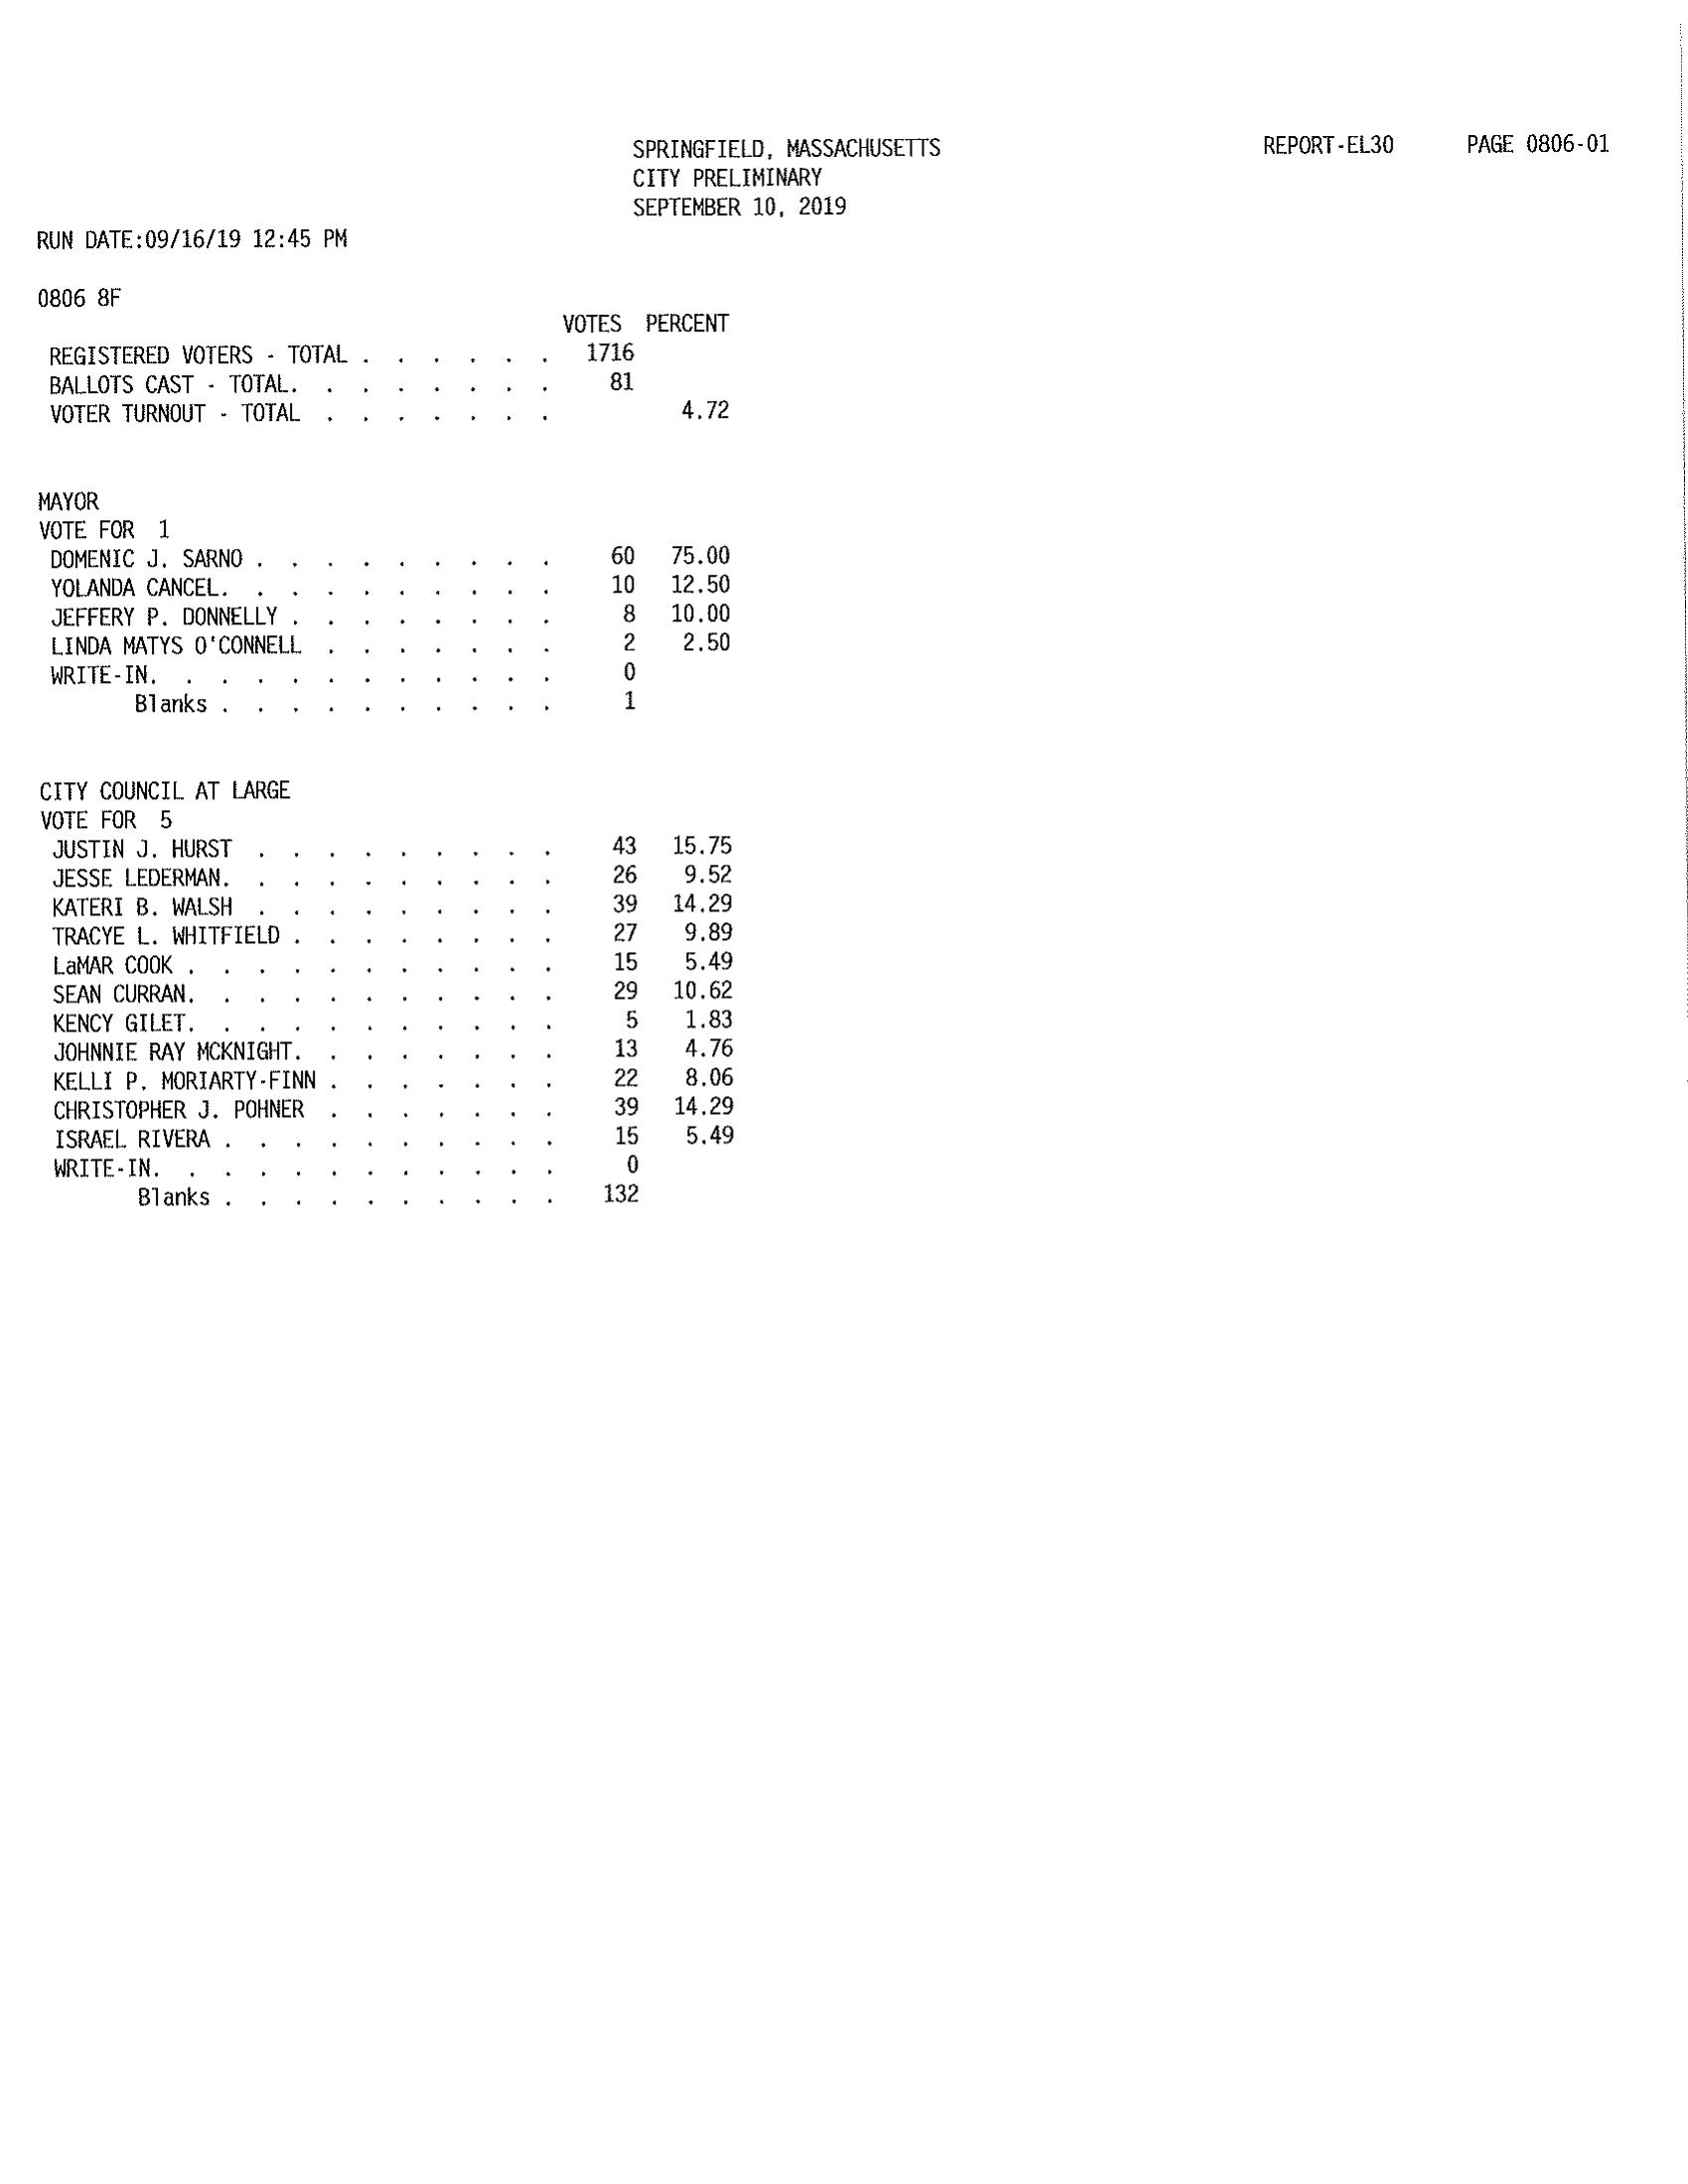 SPRINGFIELD, MASSACHUSETTS REPORT-EL30 PAGE 0806-01
CITY PRELIMINARY
SEPTEMBER 10, 2019
RUN DATE:09/16/19 12:45 PM
0806 8F
VOTES PERCENT
REGISTERED VOTERS - TOTAL . . . . . . 1716
BALLOTS CAST - TOTAL. . . . . . . . 81
VOTER TURNOUT - TOTAL . . . . . . . 4.72
MAYOR
VOTE FOR 1
DOMENIC J. SARNO . . . . . . . . . 60 75.00
YOLANDA CANCEL. . . . . . . . . . 10 12.50
JEFFERY P. DONNELLY . . . . . . . . 8 10.00
LINDA MATYS O'CONNELL . . . . . . . 2 2.50
WRITE-IN. . . . . . . . . . . . 0
Blanks . . . . . . . . . . 1
CITY COUNCIL AT LARGE
VOTE FOR 5
JUSTIN J. HURST . . . . . . . . . 43 15.75
JESSE LEDERMAN. . . . . . . . . . 26 9.52
KATERI B. WALSH . . . . . . . . . 39 14.29
TRACYE L. WHITFIELD . . . . . . . . 27 9.89
LaMAR COOK . . . . . . . . . . . 15 5.49
SEAN CURRAN. . . . . . . . . . . 29 10.62
KENCY GILET. . . . . . . . . . . 5 1.83
JOHNNIE RAY MCKNIGHT. . . . . . . . 13 4.76
KELLI P. MORIARTY-FINN . . . . . . . 22 8.06
CHRISTOPHER J. POHNER . . . . . . . 39 14.29
ISRAEL RIVERA . . . . . . . . . . 15 5.49
WRITE-IN. . . . . . . . . . . . 0
Blanks . . . . . . . . . . 132